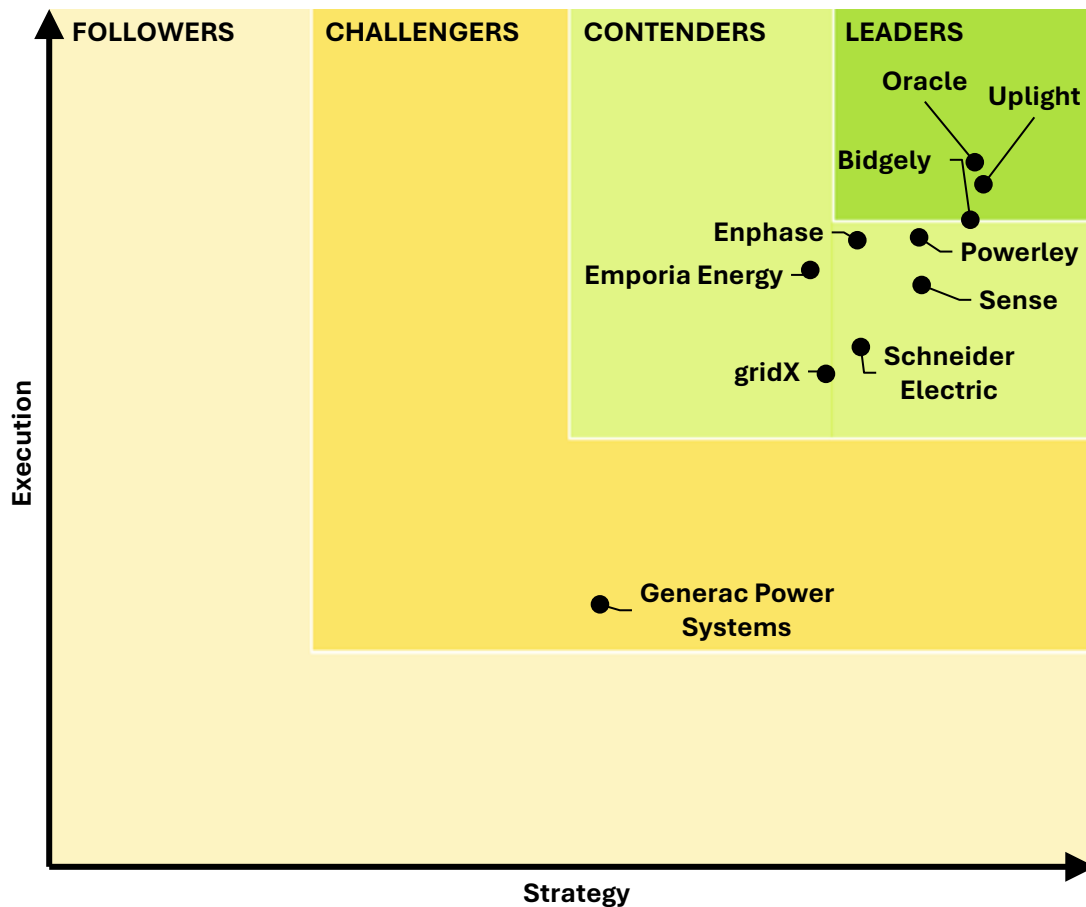 FOLLOWERS
CHALLENGERS
CONTENDERS
LEADERS
Oracle
Uplight
Bidgely
Enphase
Powerley
Emporia Energy
Sense
Schneider
Electric
gridX
Generac Power
Systems
Execution
Strategy